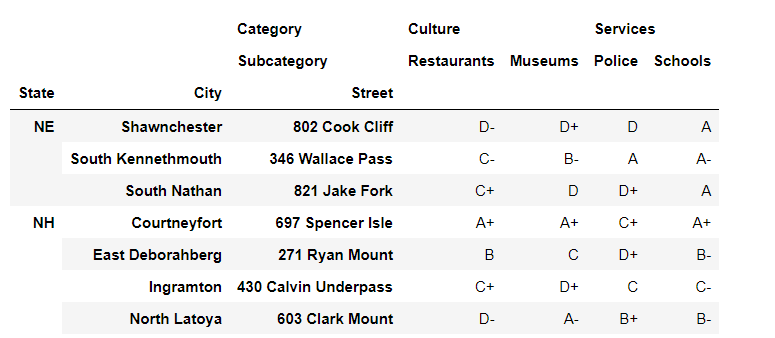 Category Culture Services
Subcategory Restaurants Museums Police Schools
State City Street
NE Shawnchester 802 Cook Cliff D- D+ D A
South Kennethmouth 346 Wallace Pass C- B- A A-
South Nathan 821 Jake Fork C+ D D+ A
NH Courtneyfort 697 Spencer Isle A+ A+ C+ A+
East Deborahberg 271 Ryan Mount B C D+ B-
Ingramton 430 Calvin Underpass C+ D+ C C-
North Latoya 603 Clark Mount D- A- B+ B-